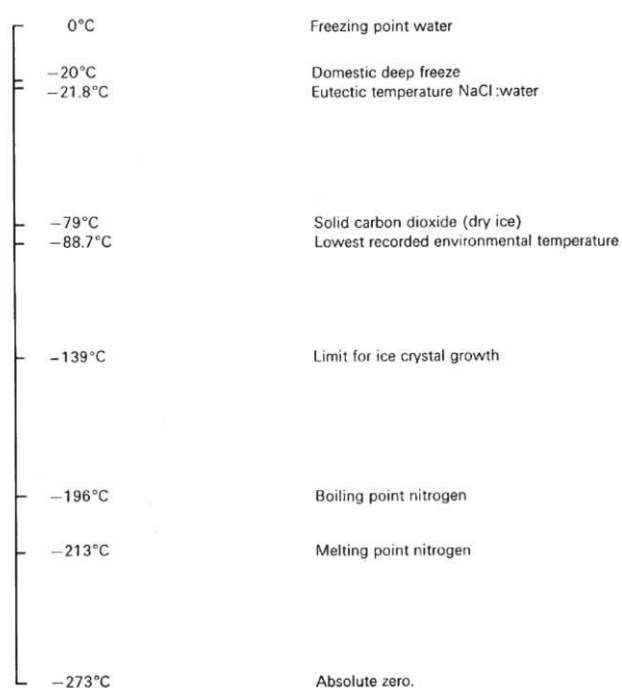 0°C Freezing point water
−20°C Domestic deep freeze
−21.8°C Eutectic temperature NaCl:water
−79°C Solid carbon dioxide (dry ice)
−88.7°C Lowest recorded environmental temperature
−139°C Limit for ice crystal growth
−196°C Boiling point nitrogen
−213°C Melting point nitrogen
−273°C Absolute zero.